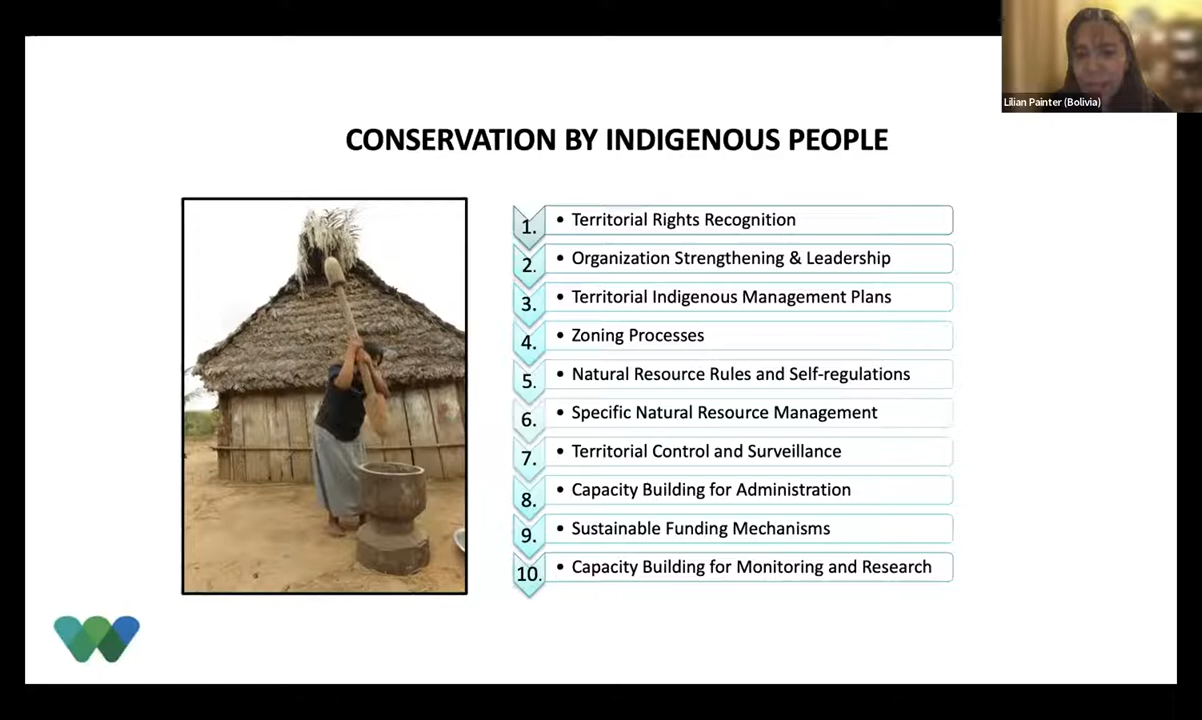 Lilian Painter (Bolivia)
CONSERVATION BY INDIGENOUS PEOPLE
1. • Territorial Rights Recognition
2. • Organization Strengthening & Leadership
3. • Territorial Indigenous Management Plans
4. • Zoning Processes
5. • Natural Resource Rules and Self-regulations
6. • Specific Natural Resource Management
7. • Territorial Control and Surveillance
8. • Capacity Building for Administration
9. • Sustainable Funding Mechanisms
10. • Capacity Building for Monitoring and Research